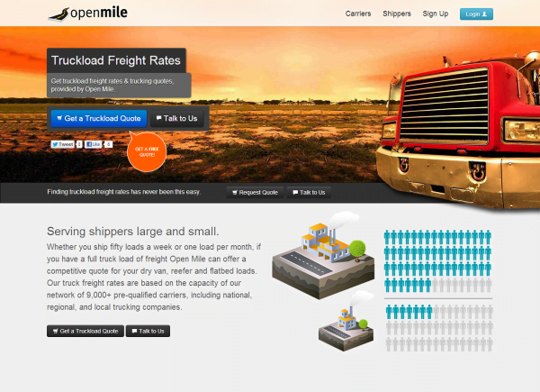 openmile
Carriers Shippers Sign Up Login
Truckload Freight Rates
Get truckload freight rates & trucking quotes,
provided by Open Mile.
Get a Truckload Quote Talk to Us
Tweet 0 Like 6
GET A FREE
QUOTE!
Finding truckload freight rates has never been this easy. Request Quote Talk to Us
Serving shippers large and small.
Whether you ship fifty loads a week or one load per month, if
you have a full truck load of freight Open Mile can offer a
competitive quote for your dry van, reefer and flatbed loads.
Our truck freight rates are based on the capacity of our
network of 9,000+ pre-qualified carriers, including national,
regional, and local trucking companies.
Get a Truckload Quote Talk to Us